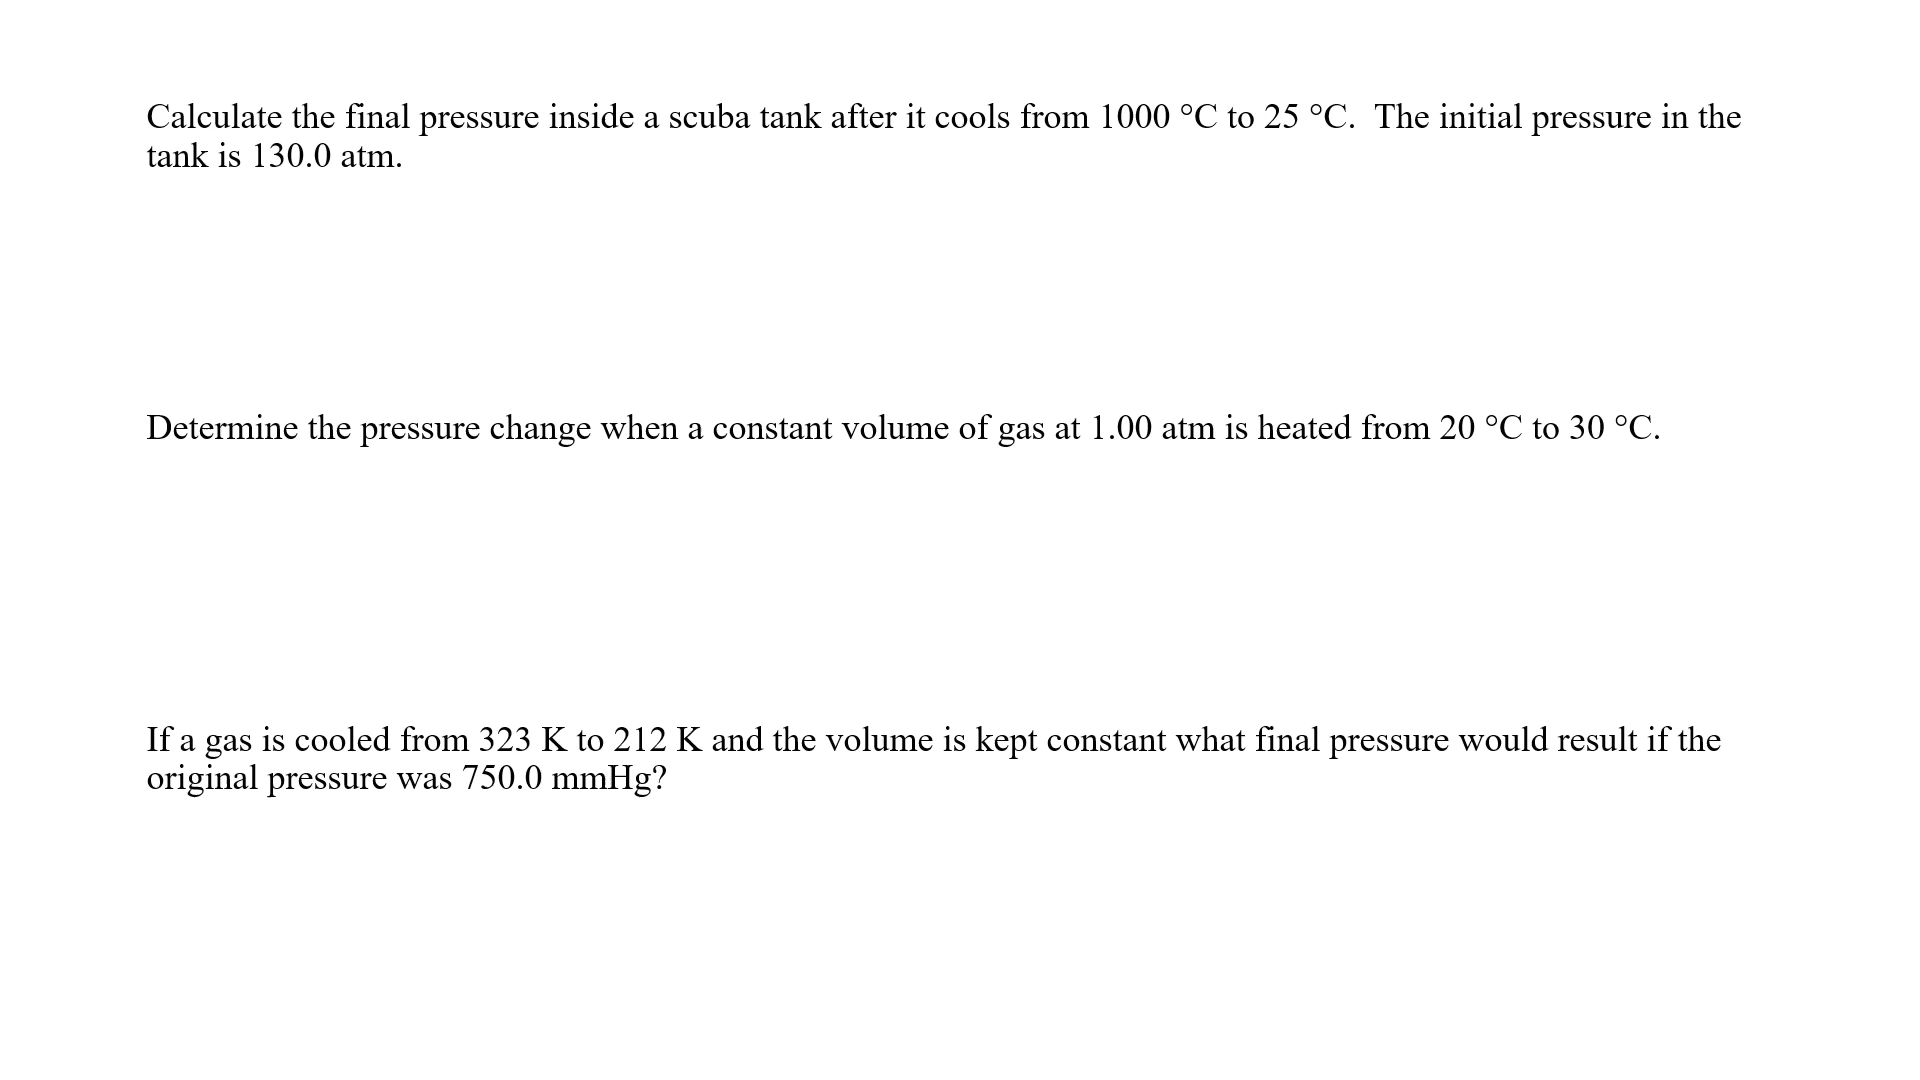 Calculate the final pressure inside a scuba tank after it cools from 1000 °C to 25 °C.  The initial pressure in the
tank is 130.0 atm.
Determine the pressure change when a constant volume of gas at 1.00 atm is heated from 20 °C to 30 °C.
If a gas is cooled from 323 K to 212 K and the volume is kept constant what final pressure would result if the
original pressure was 750.0 mmHg?